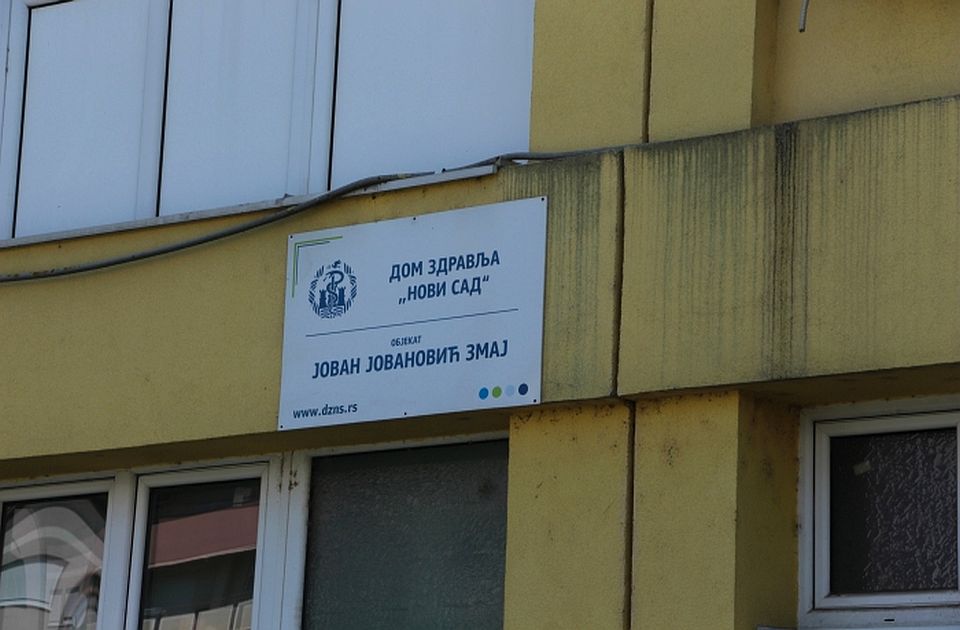 ДОМ ЗДРАВЉА
„НОВИ САД“
ОБЈЕКАТ
ЈОВАН ЈОВАНОВИЋ ЗМАЈ
www.dzns.rs